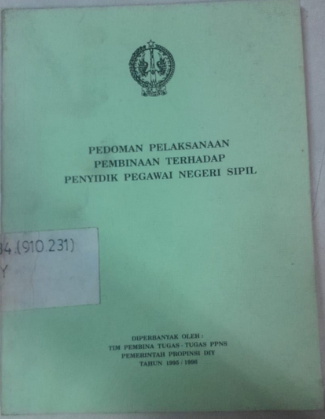 PEDOMAN PELAKSANAAN
PEMBINAAN TERHADAP
PENYIDIK PEGAWAI NEGERI SIPIL
4.(910.231)
Y
DIPERBANYAK OLEH :
TIM PEMBINA TUGAS-TUGAS PPNS
PEMERINTAH PROPINSI DIY
TAHUN